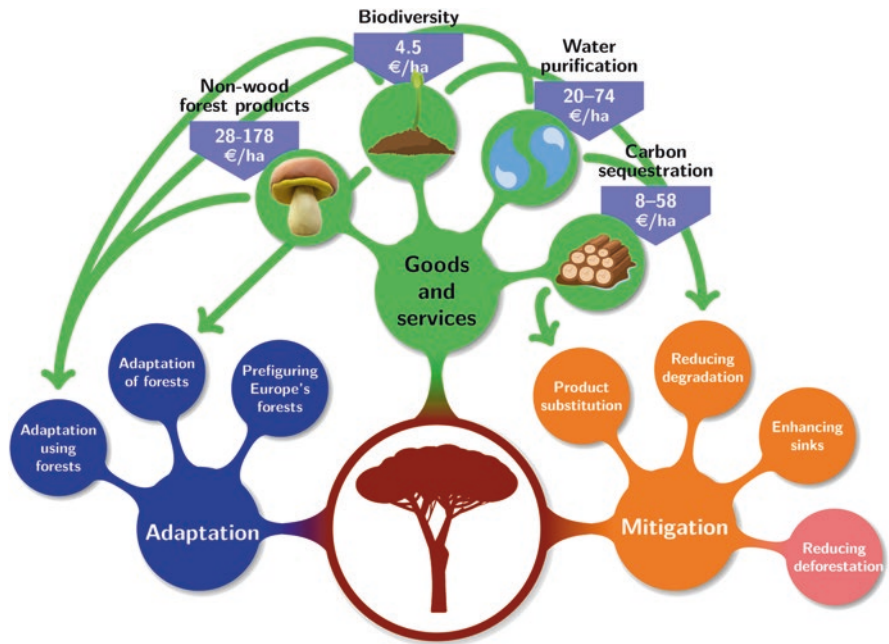 Biodiversity
4.5
€/ha
Water
purification
20–74
€/ha
Non-wood
forest products
28-178
€/ha
Carbon
sequestration
8–58
€/ha
Goods
and
services
Adaptation
of forests
Prefiguring
Europe's
forests
Adaptation
using
forests
Adaptation
Product
substitution
Reducing
degradation
Enhancing
sinks
Mitigation
Reducing
deforestation